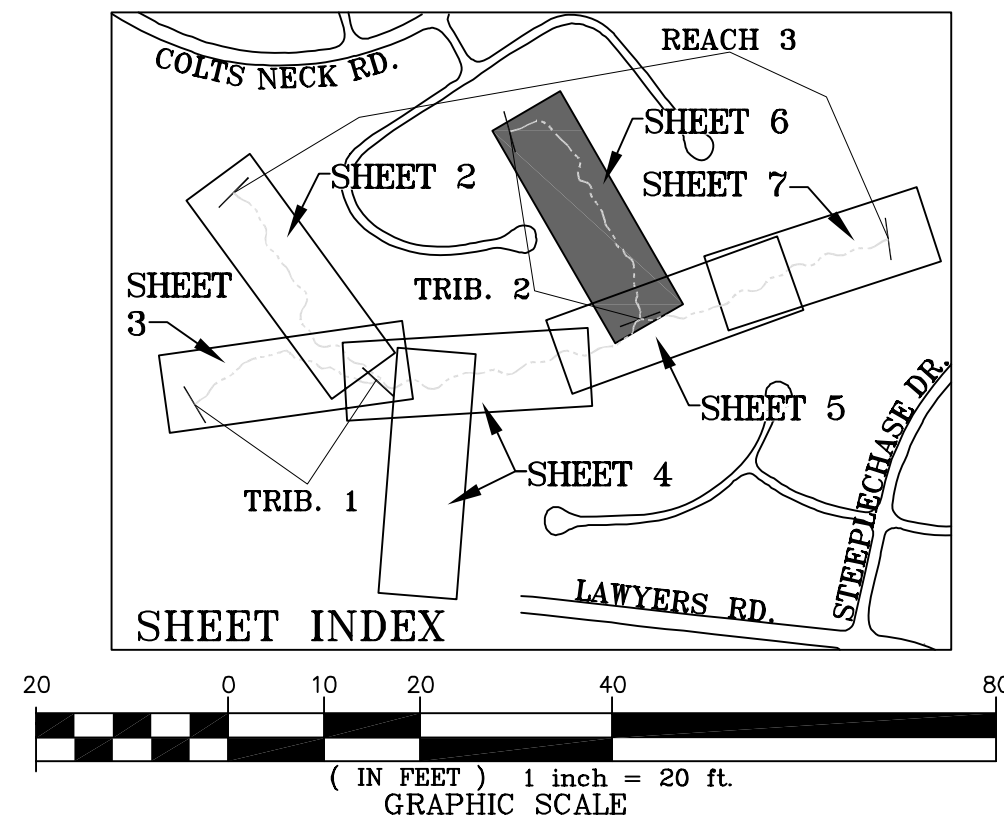 REACH 3
COLTS NECK RD.
SHEET 6
SHEET 2
SHEET 7
SHEET
3
TRIB. 2
SHEET 5
STEEPLECHASE DR.
SHEET 4
TRIB. 1
LAWYERS RD.
SHEET INDEX
20 0 10 20 40 80
( IN FEET ) 1 inch = 20 ft.
GRAPHIC SCALE